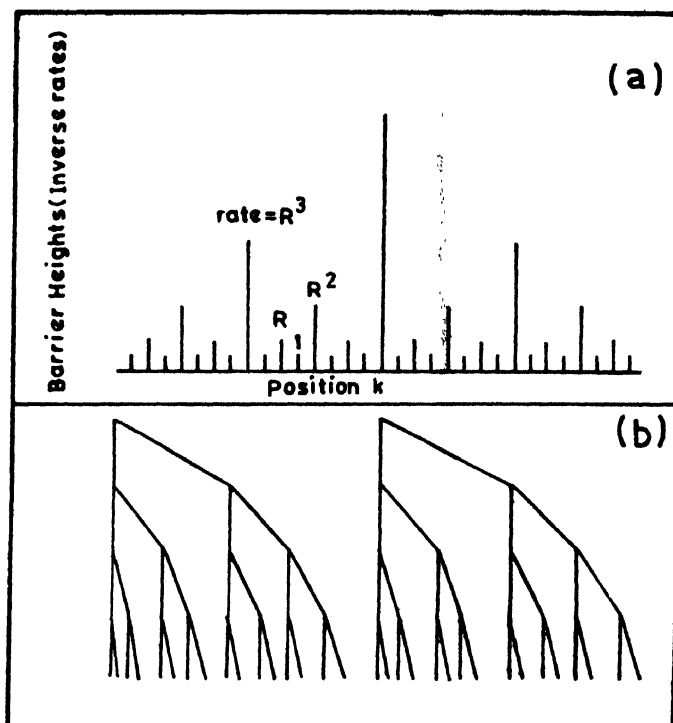 (a)
Barrier Heights(Inverse rates)
rate=R³
R²
R
1
Position k
(b)